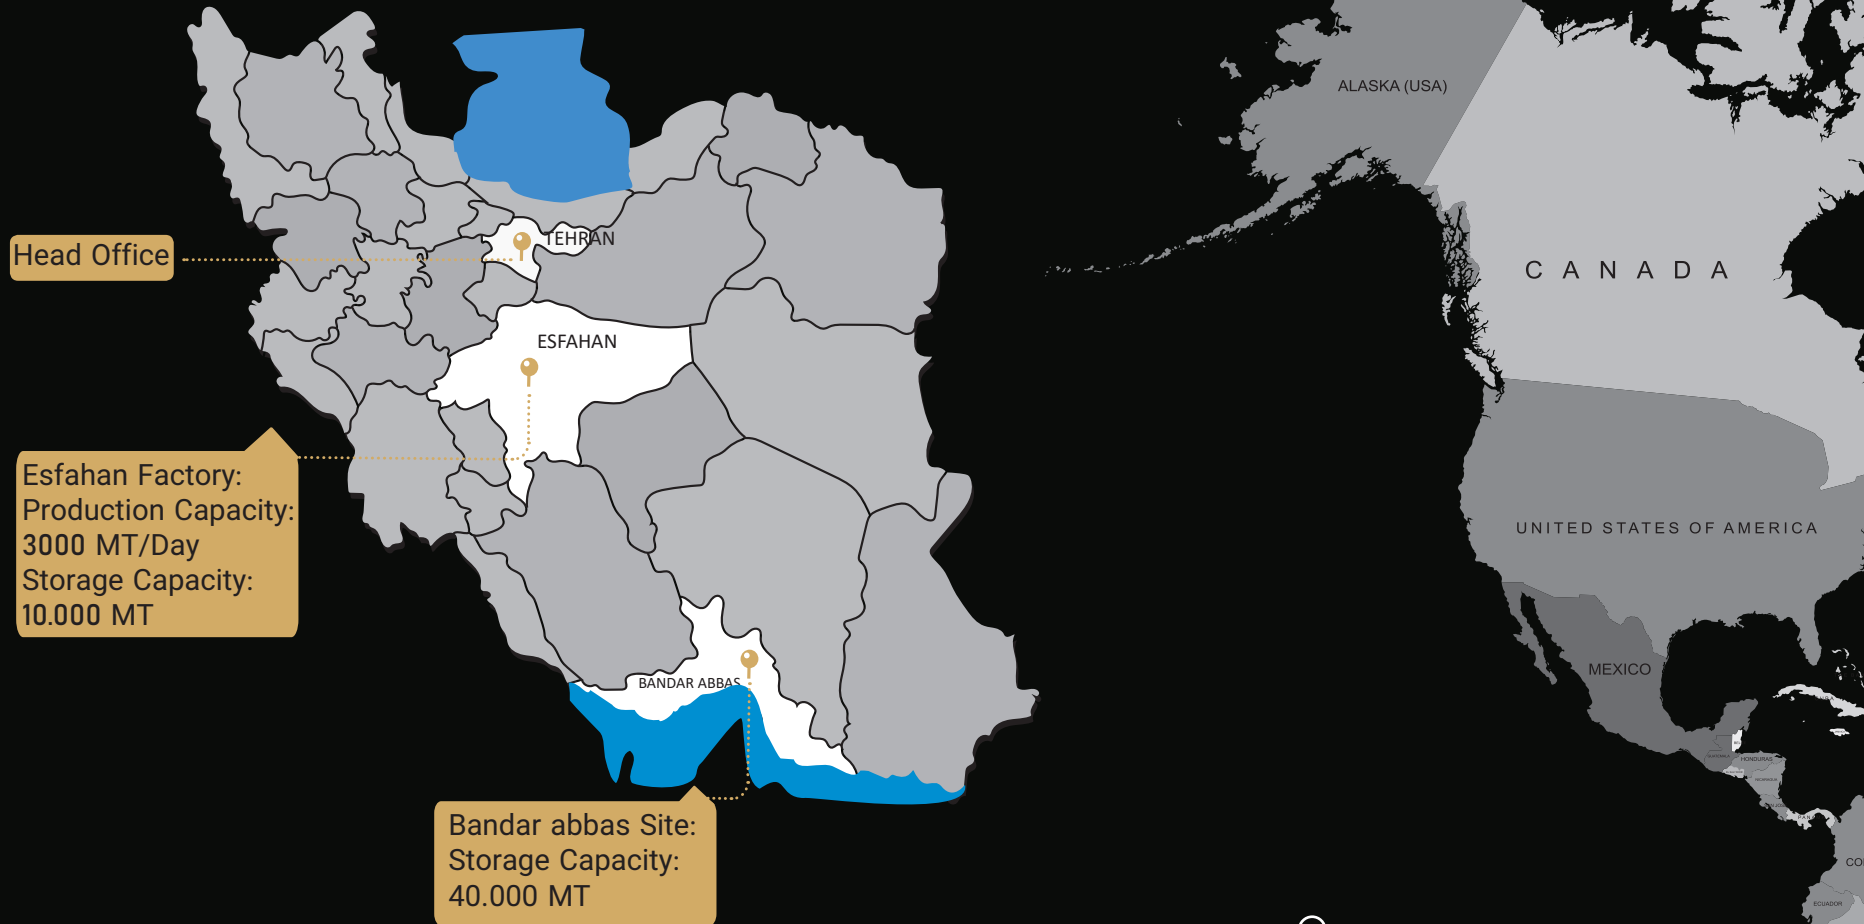 Head Office
TEHRAN
ESFAHAN
Esfahan Factory:
Production Capacity:
3000 MT/Day
Storage Capacity:
10.000 MT
BANDAR ABBAS
Bandar abbas Site:
Storage Capacity:
40.000 MT
ALASKA (USA)
CANADA
UNITED STATES OF AMERICA
MEXICO
HONDURAS
ECUADOR